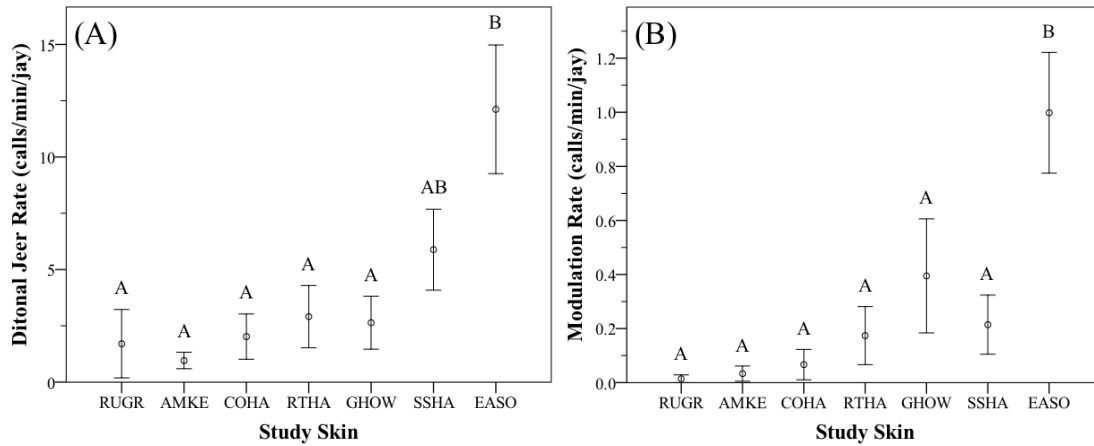 (A)
Ditonal Jeer Rate (calls/min/jay)
15
10
5
0
A
A
A
A
A
AB
B
RUGR AMKE COHA RTHA GHOW SSHA EASO
Study Skin
(B)
Modulation Rate (calls/min/jay)
1.2
1.0
0.8
0.6
0.4
0.2
0.0
A
A
A
A
A
A
B
RUGR AMKE COHA RTHA GHOW SSHA EASO
Study Skin